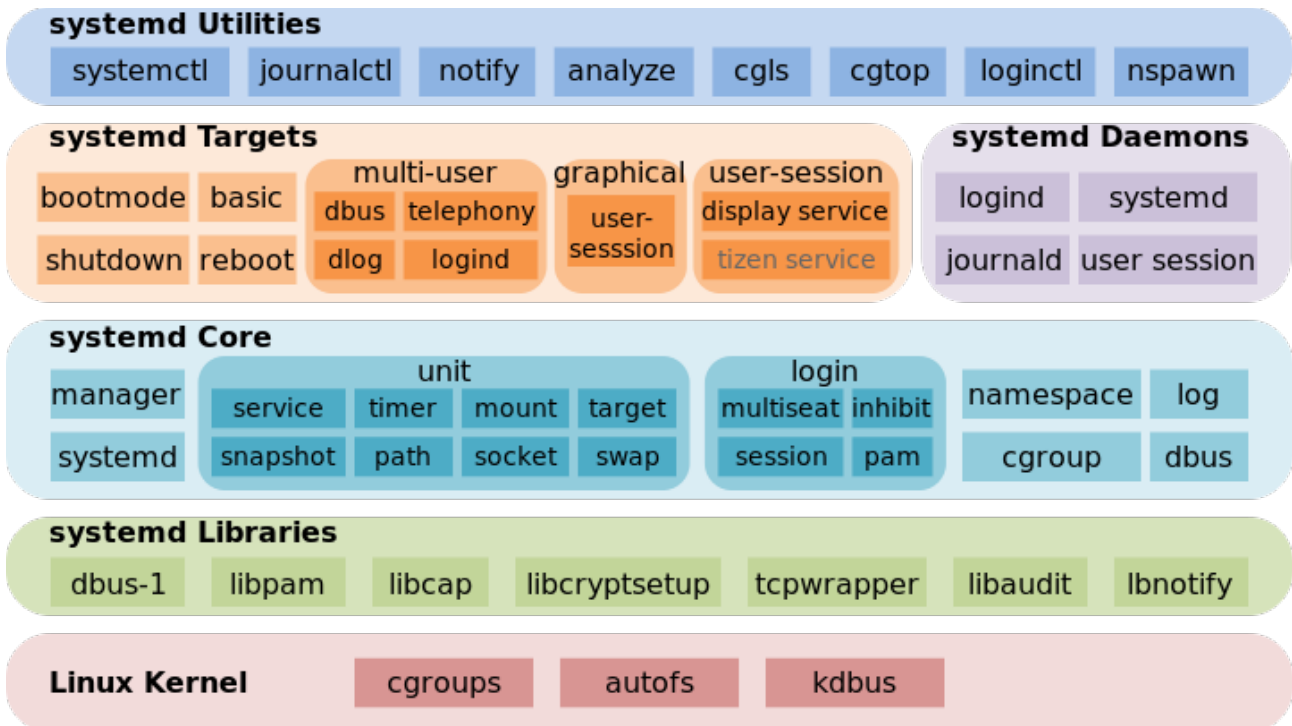 systemd Utilities
systemctl journalctl notify analyze cgls cgtop loginctl nspawn
systemd Targets
bootmode basic
shutdown reboot
multi-user
dbus telephony
dlog logind
graphical
user-
sesssion
user-session
display service
tizen service
systemd Daemons
logind systemd
journald user session
systemd Core
manager
systemd
unit
service timer mount target
snapshot path socket swap
login
multiseat inhibit
session pam
namespace log
cgroup dbus
systemd Libraries
dbus-1 libpam libcap libcryptsetup tcpwrapper libaudit lbnotify
Linux Kernel cgroups autofs kdbus